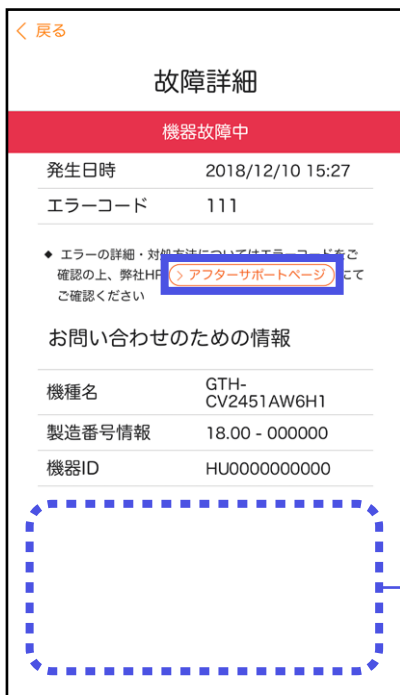 戻る
故障詳細
機器故障中
発生日時 2018/12/10 15:27
エラーコード 111
◆ エラーの詳細・対処方法についてはエラーコードをご
確認の上、弊社HP > アフターサポートページ にて
ご確認ください
お問い合わせのための情報
機種名 GTH-
CV2451AW6H1
製造番号情報 18.00 - 000000
機器ID HU0000000000